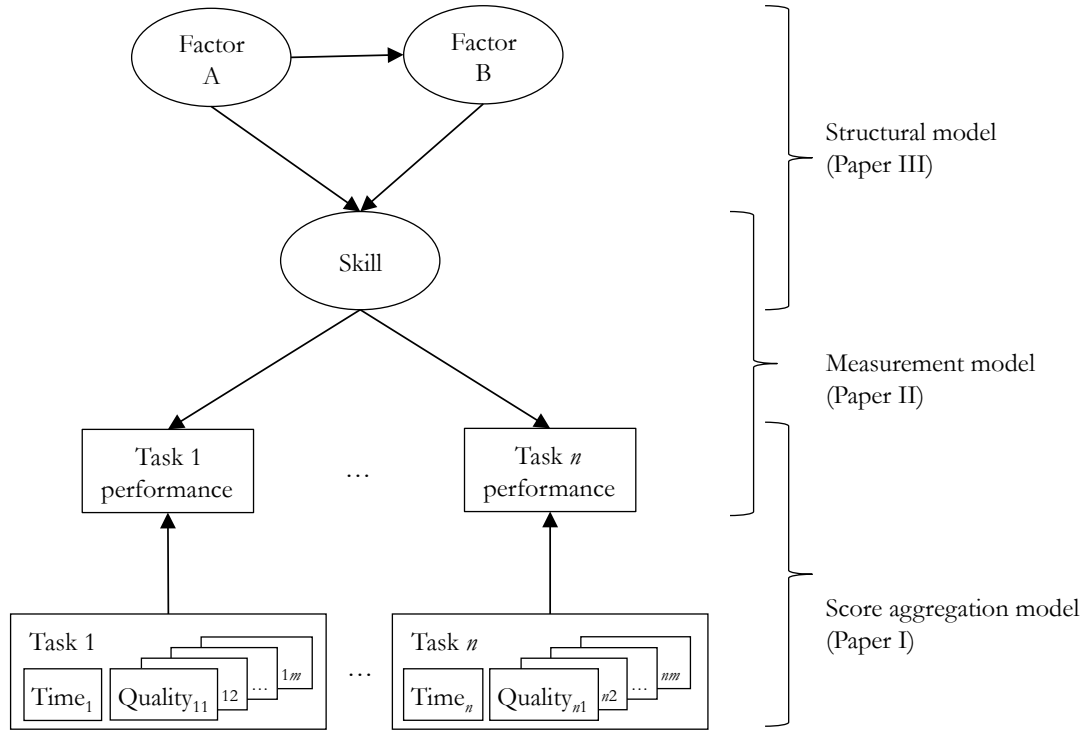 Factor
A
Factor
B
Structural model
(Paper III)
Skill
Measurement model
(Paper II)
Task 1
performance
...
Task n
performance
Score aggregation model
(Paper I)
Task 1
Time1
Quality11
12
...
1m
...
Task n
Timen
Qualityn1
n2
...
nm